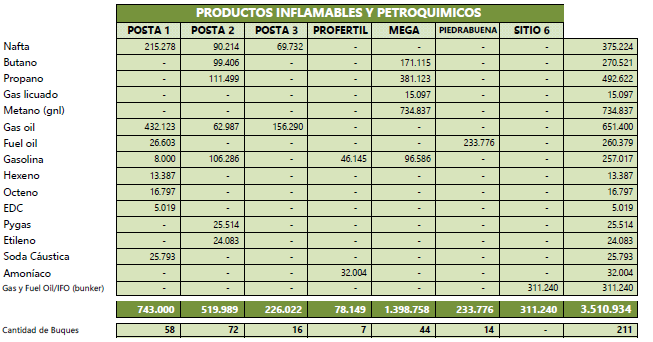 PRODUCTOS INFLAMABLES Y PETROQUIMICOS
POSTA 1 POSTA 2 POSTA 3 PROFERTIL MEGA PIEDRABUENA SITIO 6
Nafta 215.278 90.214 69.732 - - - - 375.224
Butano - 99.406 - - 171.115 - - 270.521
Propano - 111.499 - - 381.123 - - 492.622
Gas licuado - - - - 15.097 - - 15.097
Metano (gnl) - - - - 734.837 - - 734.837
Gas oil 432.123 62.987 156.290 - - - - 651.400
Fuel oil 26.603 - - - - 233.776 - 260.379
Gasolina 8.000 106.286 - 46.145 96.586 - - 257.017
Hexeno 13.387 - - - - - - 13.387
Octeno 16.797 - - - - - - 16.797
EDC 5.019 - - - - - - 5.019
Pygas - 25.514 - - - - - 25.514
Etileno - 24.083 - - - - - 24.083
Soda Cáustica 25.793 - - - - - - 25.793
Amoníaco - - - 32.004 - - - 32.004
Gas y Fuel Oil/IFO (bunker) - - - - - - 311.240 311.240
743.000 519.989 226.022 78.149 1.398.758 233.776 311.240 3.510.934
Cantidad de Buques 58 72 16 7 44 14 - 211